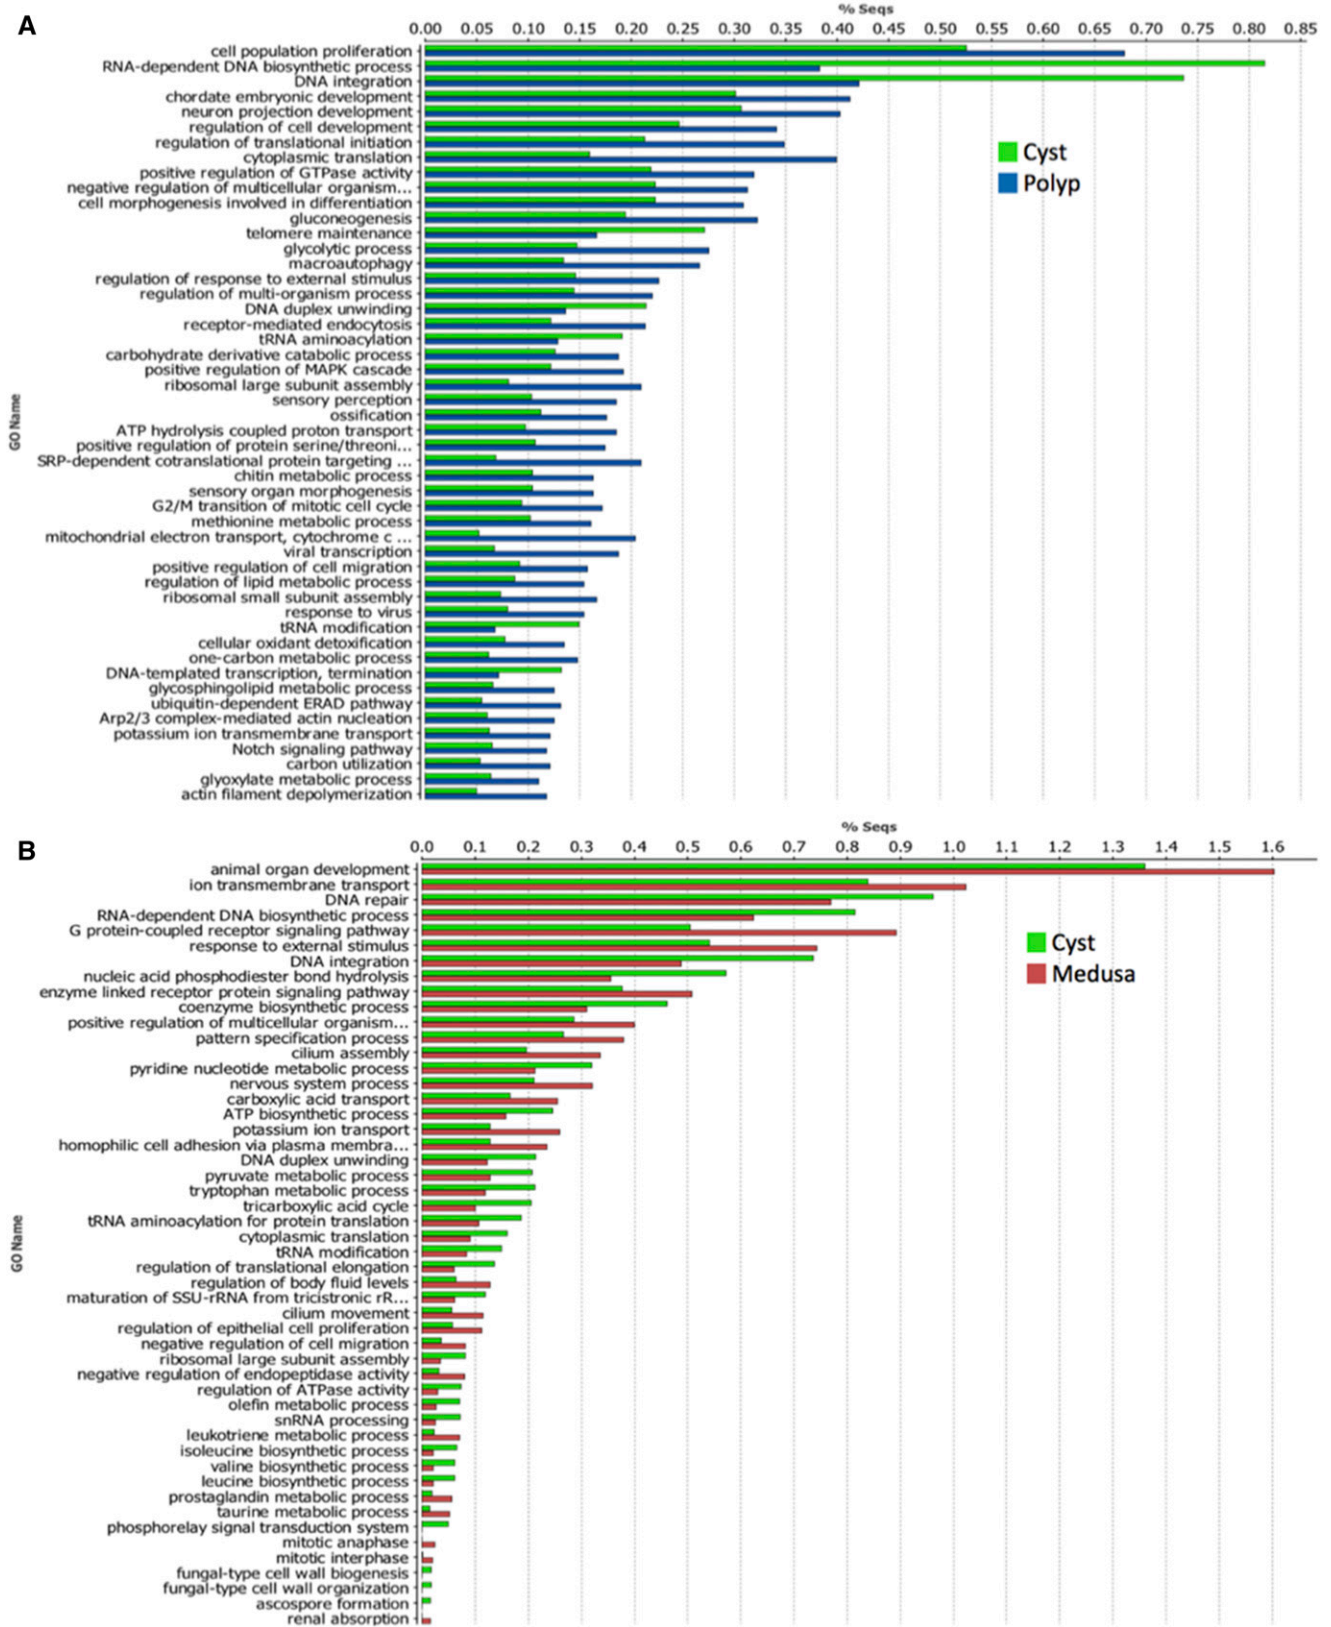 A
% Seqs
0.00 0.05 0.10 0.15 0.20 0.25 0.30 0.35 0.40 0.45 0.50 0.55 0.60 0.65 0.70 0.75 0.80 0.85
cell population proliferation
RNA-dependent DNA biosynthetic process
DNA integration
chordate embryonic development
neuron projection development
regulation of cell development
regulation of translational initiation
cytoplasmic translation
positive regulation of GTPase activity
negative regulation of multicellular organism...
cell morphogenesis involved in differentiation
gluconeogenesis
telomere maintenance
glycolytic process
macroautophagy
regulation of response to external stimulus
regulation of multi-organism process
DNA duplex unwinding
receptor-mediated endocytosis
tRNA aminoacylation
carbohydrate derivative catabolic process
positive regulation of MAPK cascade
ribosomal large subunit assembly
sensory perception
ossification
ATP hydrolysis coupled proton transport
positive regulation of protein serine/threoni...
SRP-dependent cotranslational protein targeting ...
chitin metabolic process
sensory organ morphogenesis
G2/M transition of mitotic cell cycle
methionine metabolic process
mitochondrial electron transport, cytochrome c ...
viral transcription
positive regulation of cell migration
regulation of lipid metabolic process
ribosomal small subunit assembly
response to virus
tRNA modification
cellular oxidant detoxification
one-carbon metabolic process
DNA-templated transcription, termination
glycosphingolipid metabolic process
ubiquitin-dependent ERAD pathway
Arp2/3 complex-mediated actin nucleation
potassium ion transmembrane transport
Notch signaling pathway
carbon utilization
glyoxylate metabolic process
actin filament depolymerization
GO Name
Cyst
Polyp
B
% Seqs
0.0 0.1 0.2 0.3 0.4 0.5 0.6 0.7 0.8 0.9 1.0 1.1 1.2 1.3 1.4 1.5 1.6
animal organ development
ion transmembrane transport
DNA repair
RNA-dependent DNA biosynthetic process
G protein-coupled receptor signaling pathway
response to external stimulus
DNA integration
nucleic acid phosphodiester bond hydrolysis
enzyme linked receptor protein signaling pathway
coenzyme biosynthetic process
positive regulation of multicellular organism...
pattern specification process
cilium assembly
pyridine nucleotide metabolic process
nervous system process
carboxylic acid transport
ATP biosynthetic process
potassium ion transport
homophilic cell adhesion via plasma membra...
DNA duplex unwinding
pyruvate metabolic process
tryptophan metabolic process
tricarboxylic acid cycle
tRNA aminoacylation for protein translation
cytoplasmic translation
tRNA modification
regulation of translational elongation
regulation of body fluid levels
maturation of SSU-rRNA from tricistronic rR...
cilium movement
regulation of epithelial cell proliferation
negative regulation of cell migration
ribosomal large subunit assembly
negative regulation of endopeptidase activity
regulation of ATPase activity
olefin metabolic process
snRNA processing
leukotriene metabolic process
isoleucine biosynthetic process
valine biosynthetic process
leucine biosynthetic process
prostaglandin metabolic process
taurine metabolic process
phosphorelay signal transduction system
mitotic anaphase
mitotic interphase
fungal-type cell wall biogenesis
fungal-type cell wall organization
ascospore formation
renal absorption
GO Name
Cyst
Medusa